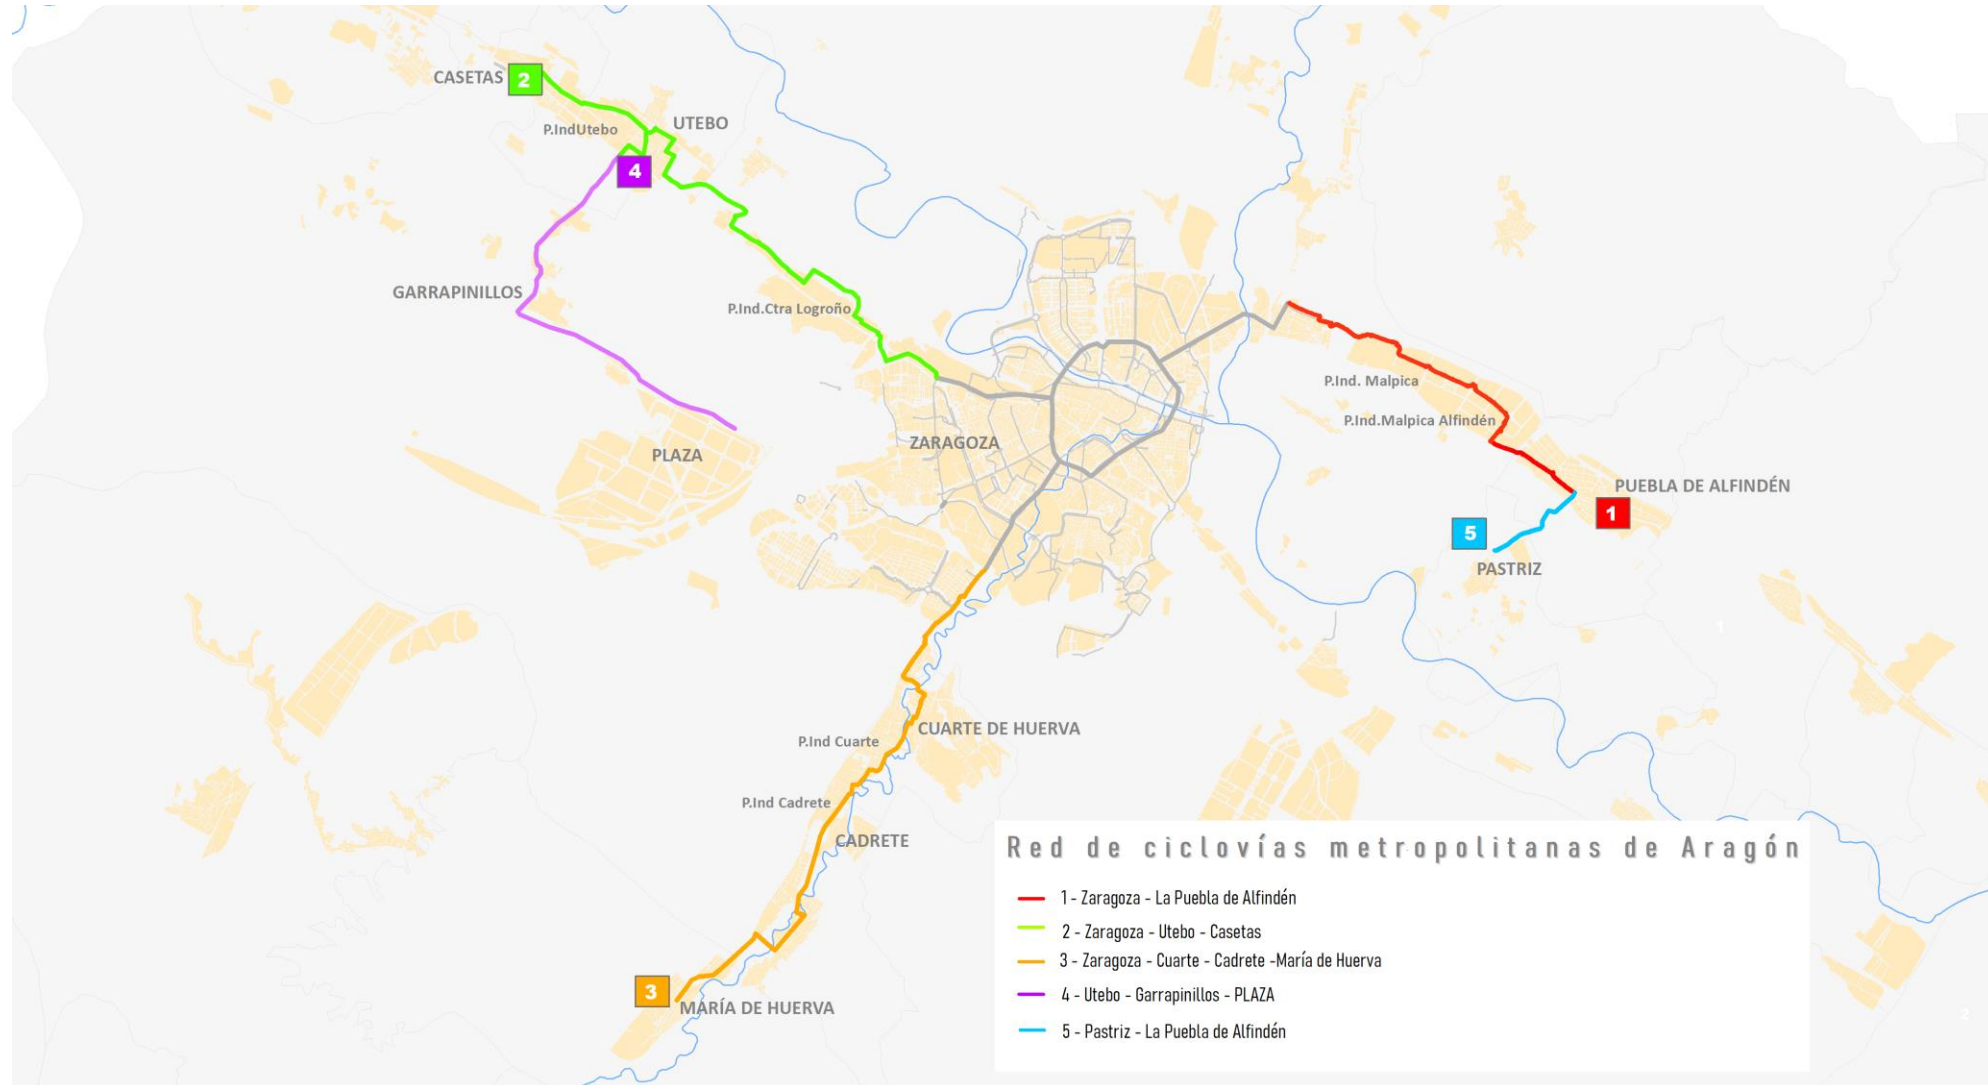 CASETAS
2
P.IndUtebo
UTEBO
4
GARRAPINILLOS
P.Ind.Ctra Logroño
PLAZA
ZARAGOZA
P.Ind. Malpica
P.Ind.Malpica Alfindén
PUEBLA DE ALFINDÉN
1
5
PASTRIZ
1
CUARTE DE HUERVA
P.Ind Cuarte
P.Ind Cadrete
CADRETE
3
MARÍA DE HUERVA
Red de ciclovías metropolitanas de Aragón
1 - Zaragoza - La Puebla de Alfindén
2 - Zaragoza - Utebo - Casetas
3 - Zaragoza - Cuarte - Cadrete -María de Huerva
4 - Utebo - Garrapinillos - PLAZA
5 - Pastriz - La Puebla de Alfindén
2